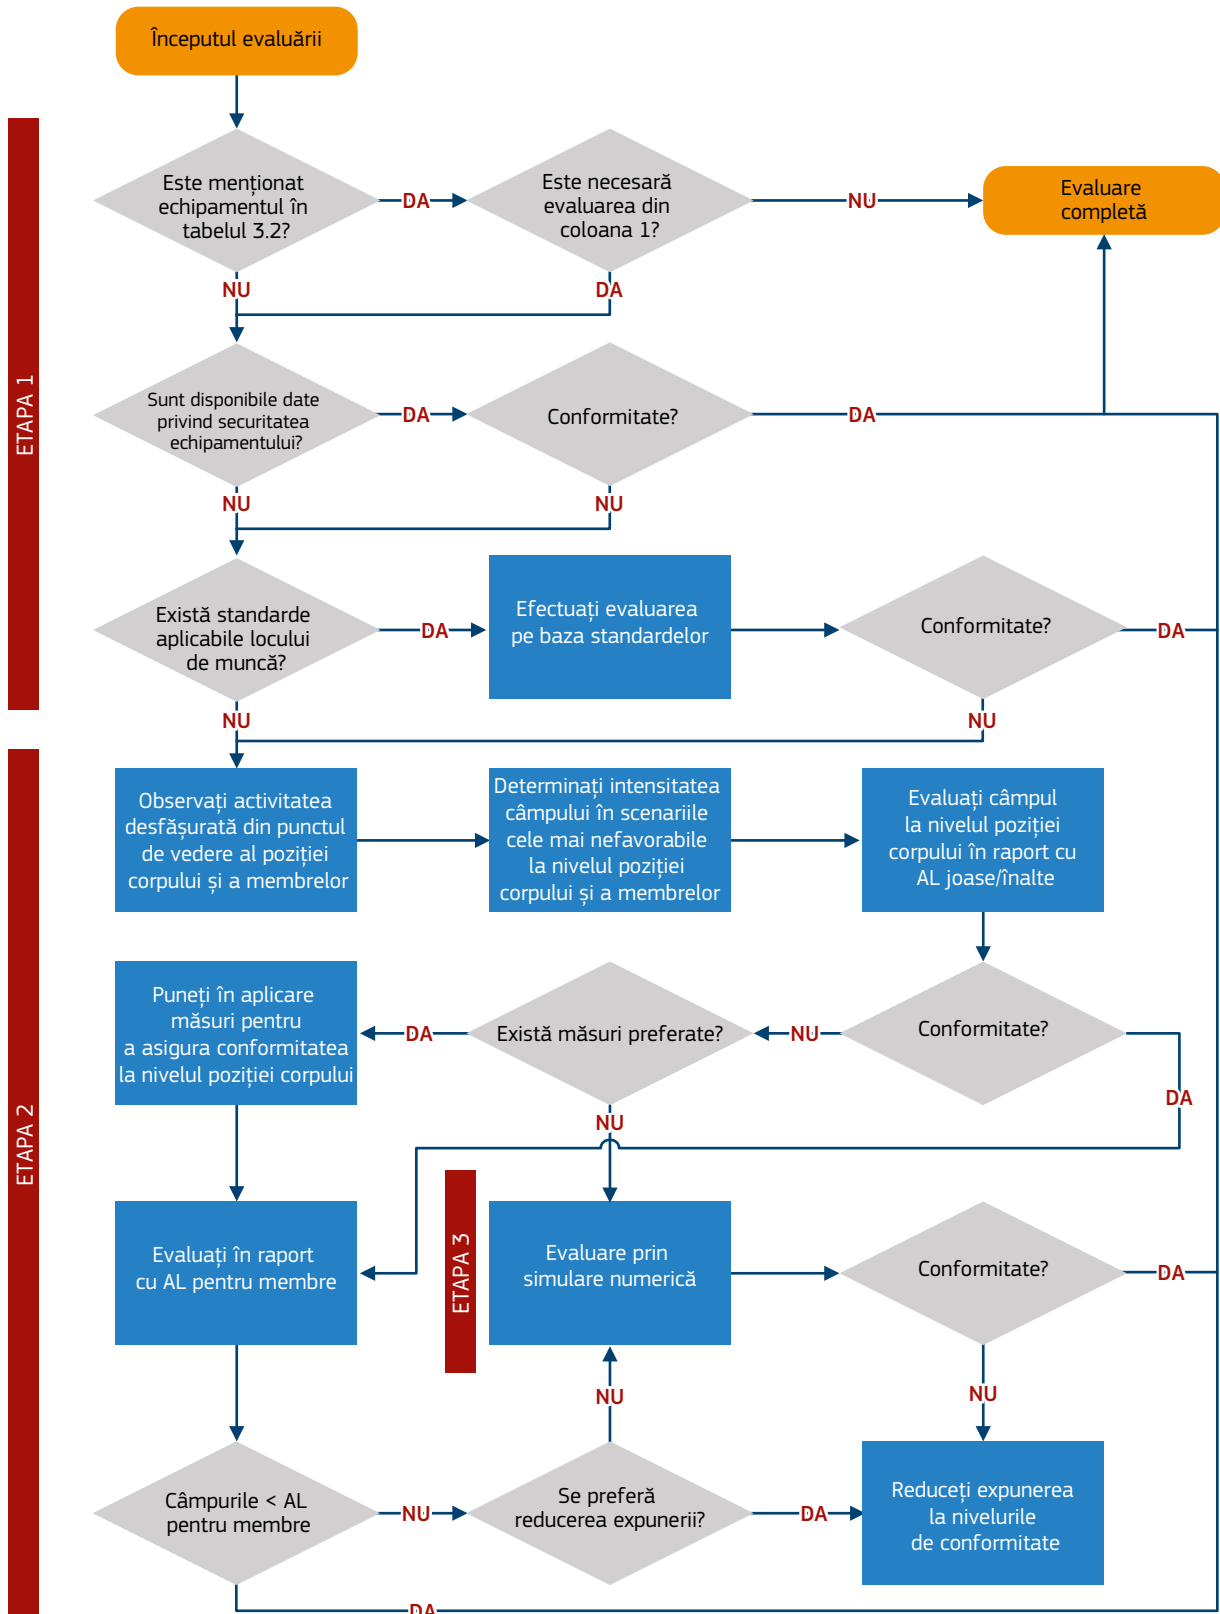 Începutul evaluării
ETAPA 1
Este menționat
echipamentul în
tabelul 3.2?
DA
Este necesară
evaluarea din
coloana 1?
NU
Evaluare
completă
NU
DA
Sunt disponibile date
privind securitatea
echipamentului?
DA
Conformitate?
DA
NU
NU
Există standarde
aplicabile locului
de muncă?
DA
Efectuați evaluarea
pe baza standardelor
Conformitate?
DA
NU
NU
ETAPA 2
Observați activitatea
desfășurată din punctul
de vedere al poziției
corpului și a membrelor
Determinați intensitatea
câmpului în scenariile
cele mai nefavorabile
la nivelul poziției
corpului și a membrelor
Evaluați câmpul
la nivelul poziției
corpului în raport cu
AL joase/înalte
Puneți în aplicare
măsuri pentru
a asigura conformitatea
la nivelul poziției corpului
DA
Există măsuri preferate?
NU
Conformitate?
DA
NU
Evaluați în raport
cu AL pentru membre
ETAPA 3
Evaluare prin
simulare numerică
Conformitate?
DA
NU
NU
Câmpurile < AL
pentru membre
NU
Se preferă
reducerea expunerii?
DA
Reduceți expunerea
la nivelurile
de conformitate
DA